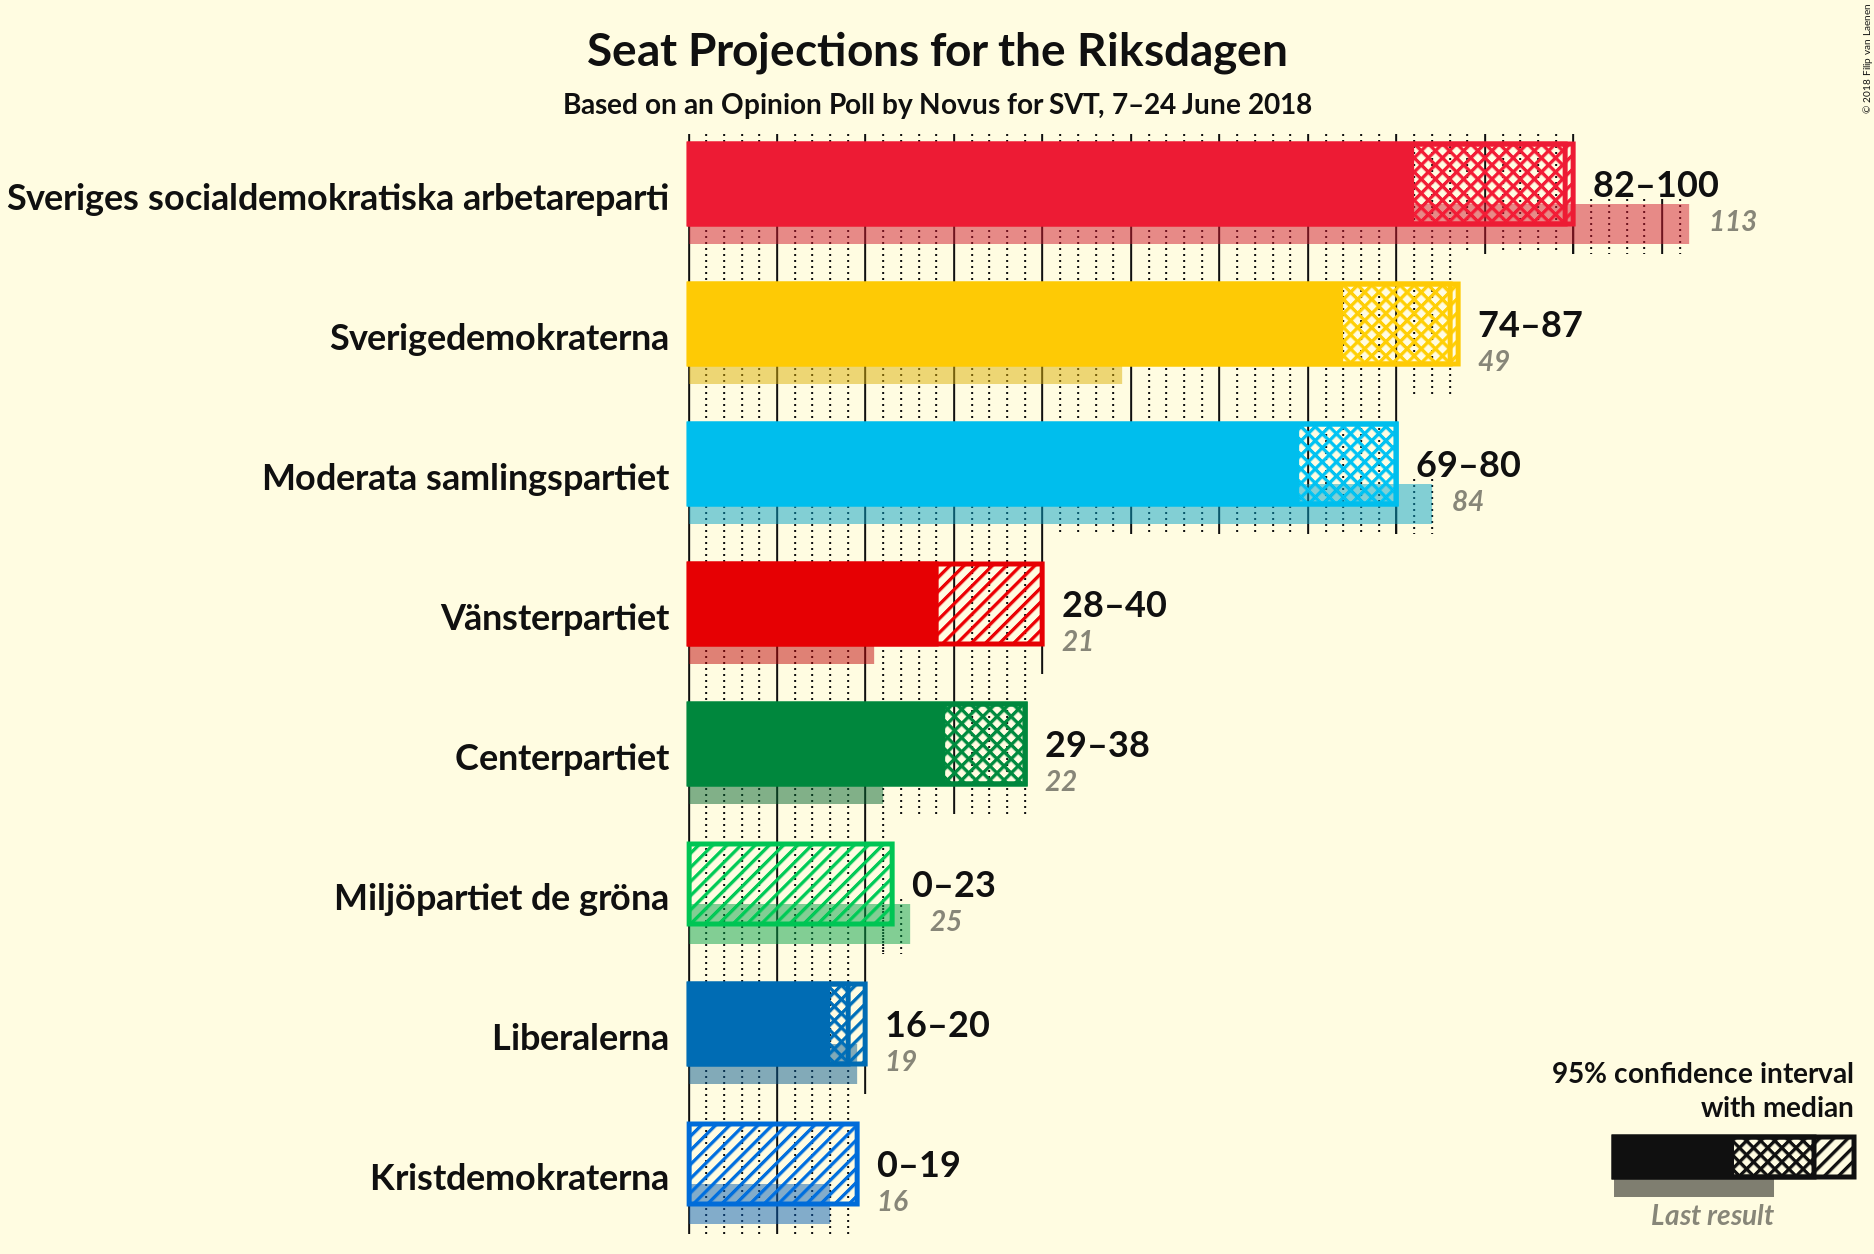 Seat Projections for the Riksdagen
Based on an Opinion Poll by Novus for SVT, 7–24 June 2018
© 2018 Filip van Laenen
Sveriges socialdemokratiska arbetareparti
82–100
113
Sverigedemokraterna
74–87
49
Moderata samlingspartiet
69–80
84
Vänsterpartiet
28–40
21
Centerpartiet
29–38
22
Miljöpartiet de gröna
0–23
25
Liberalerna
16–20
19
Kristdemokraterna
0–19
16
95% confidence interval
with median
Last result